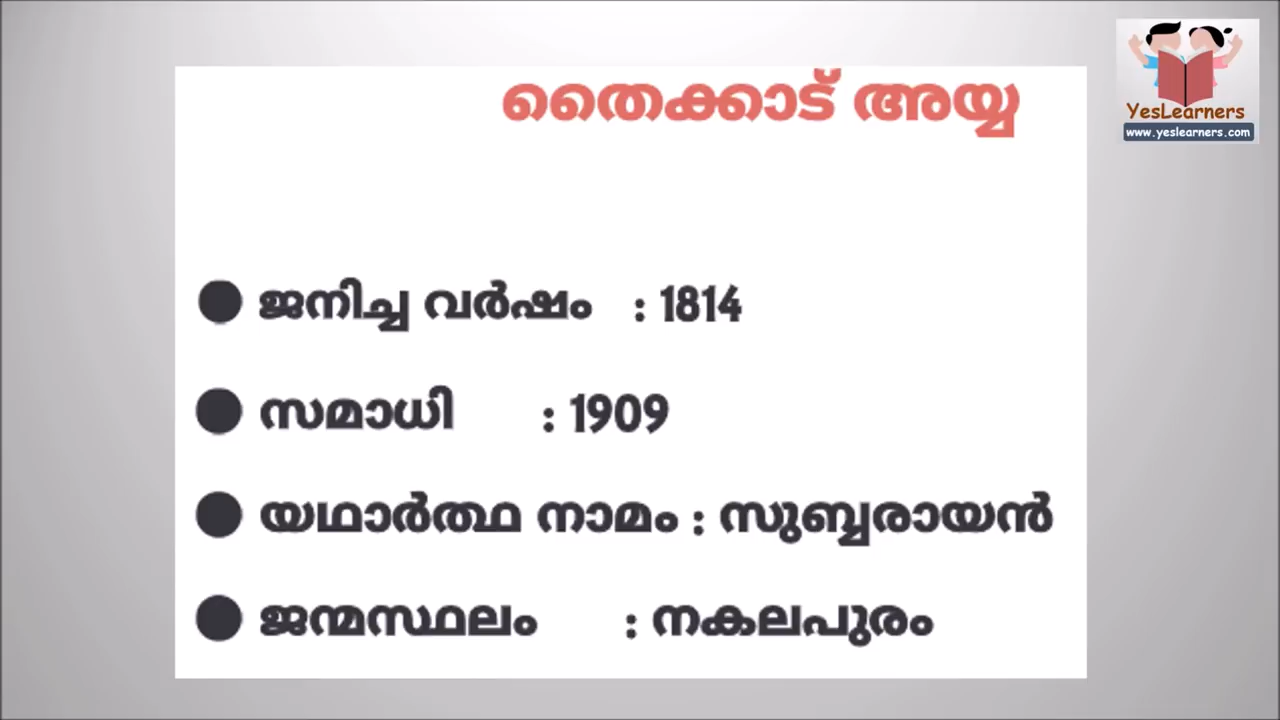 തൈക്കാട് അയ്യ
YesLearners
www.yeslearners.com
ജനിച്ച വർഷം : 1814
സമാധി : 1909
യഥാർത്ഥ നാമം : സുബ്ബരായൻ
ജന്മസ്ഥലം : നകലപുരം